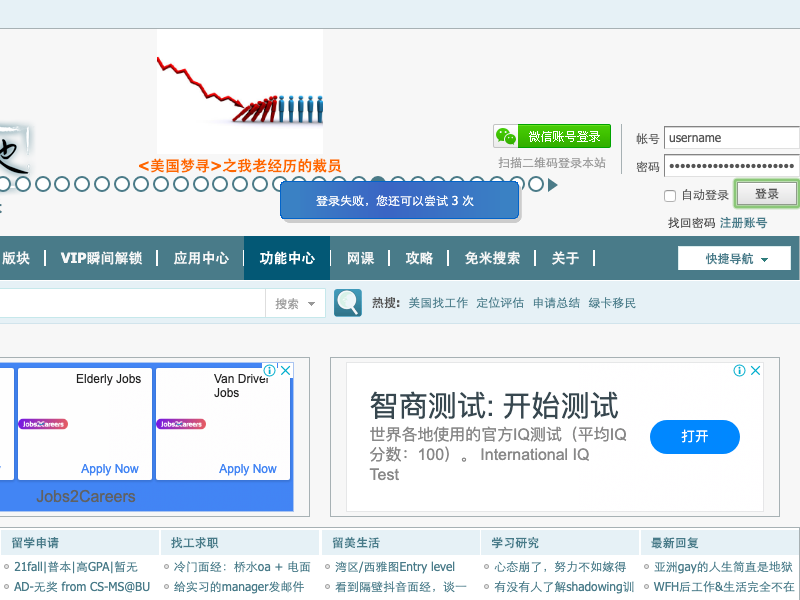 <美国梦寻>之我老经历的裁员
微信账号登录
扫描二维码登录本站
帐号 username
密码
自动登录 登录
找回密码 注册账号
登录失败，您还可以尝试 3 次
版块 VIP瞬间解锁 应用中心 功能中心 网课 攻略 免米搜索 关于 快捷导航
搜索 热搜: 美国找工作 定位评估 申请总结 绿卡移民
Elderly Jobs
Van Driver
Jobs
Jobs2Careers
Jobs2Careers
Apply Now
Apply Now
Jobs2Careers
智商测试: 开始测试
世界各地使用的官方IQ测试（平均IQ
分数：100）。International IQ
Test
打开
留学申请 找工求职 留美生活 学习研究 最新回复
21fall|普本|高GPA|暂无
AD-无奖 from CS-MS@BU
冷门面经：桥水oa + 电面
给实习的manager发邮件
湾区/西雅图Entry level
看到隔壁抖音面经，谈一
心态崩了，努力不如嫁得
有没有人了解shadowing训
亚洲gay的人生简直是地狱
WFH后工作&生活完全不在